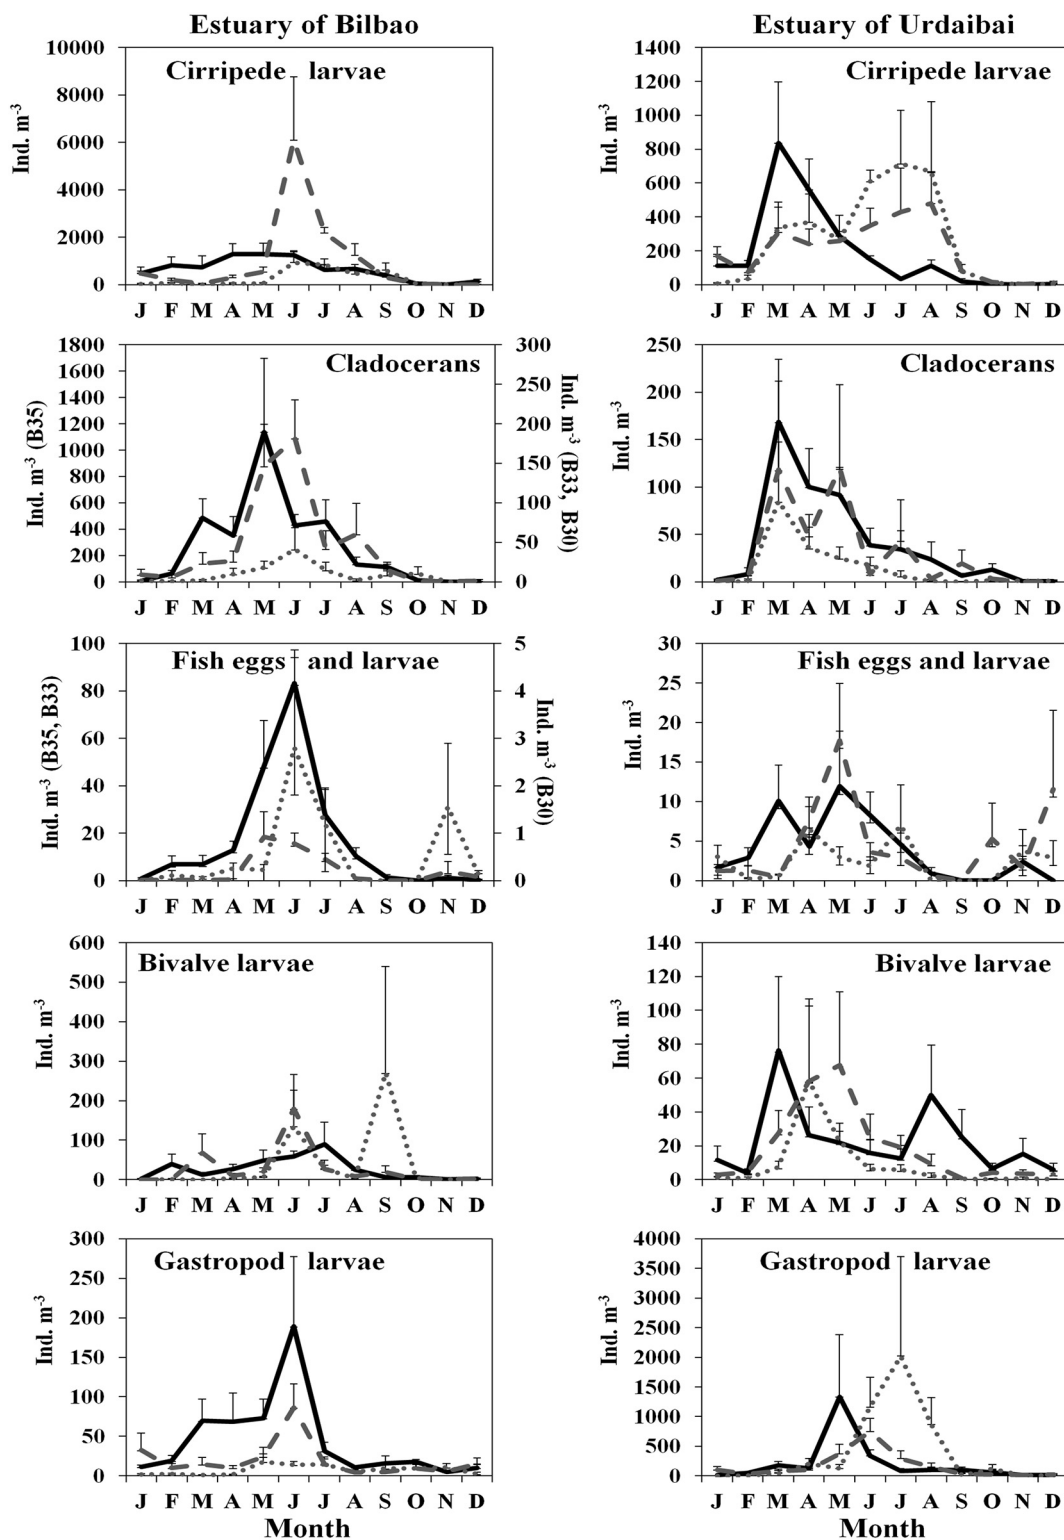 Estuary of Bilbao
Estuary of Urdaibai
Cirripede larvae
Ind. m-3
10000
8000
6000
4000
2000
0
J F M A M J J A S O N D
Cirripede larvae
Ind. m-3
1400
1200
1000
800
600
400
200
0
J F M A M J J A S O N D
Cladocerans
Ind. m-3 (B35)
1800
1600
1400
1200
1000
800
600
400
200
0
300
250
200
150
100
50
0
Ind. m-3 (B33, B30)
J F M A M J J A S O N D
Cladocerans
Ind. m-3
250
200
150
100
50
0
J F M A M J J A S O N D
Fish eggs and larvae
Ind. m-3 (B35, B33)
100
80
60
40
20
0
5
4
3
2
1
0
Ind. m-3 (B30)
J F M A M J J A S O N D
Fish eggs and larvae
Ind. m-3
30
25
20
15
10
5
0
J F M A M J J A S O N D
Bivalve larvae
Ind. m-3
600
500
400
300
200
100
0
J F M A M J J A S O N D
Bivalve larvae
Ind. m-3
140
120
100
80
60
40
20
0
J F M A M J J A S O N D
Gastropod larvae
Ind. m-3
300
250
200
150
100
50
0
J F M A M J J A S O N D
Month
Gastropod larvae
Ind. m-3
4000
3500
3000
2500
2000
1500
1000
500
0
J F M A M J J A S O N D
Month